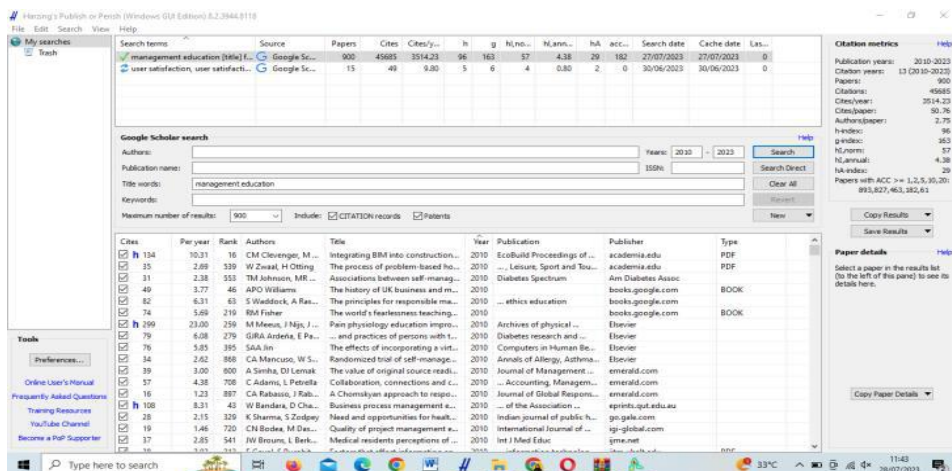 Harzing's Publish or Perish (Windows GUI Edition) 8.2.3944.8118
File Edit Search View Help
My searches
Trash
Search terms Source Papers Cites Cites/y... h g hI,no... hI,ann... hA acc... Search date Cache date Las...
management education [title] f... Google Sc... 900 45685 3514.23 96 163 57 4.38 29 182 27/07/2023 27/07/2023 0
user satisfaction, user satisfacti... Google Sc... 15 49 9.80 5 6 4 0.80 2 0 30/06/2023 30/06/2023 0
Google Scholar search Help
Authors: Years: 2010 - 2023 Search
Publication name: ISSN: Search Direct
Title words: management education Clear All
Keywords: Revert
Maximum number of results: 900 Include: CITATION records Patents New
Cites Per year Rank Authors Title Year Publication Publisher Type
h 134 10.31 16 CM Clevenger, M ... Integrating BIM into construction... 2010 EcoBuild Proceedings of ... academia.edu PDF
35 2.69 539 W Zwaal, H Otting The process of problem-based ho... 2010 ..., Leisure, Sport and Tou... academia.edu PDF
31 2.38 553 TM Johnson, MR ... Associations between self-manag... 2010 Diabetes Spectrum Am Diabetes Assoc
49 3.77 46 APO Williams The history of UK business and m... 2010 books.google.com BOOK
82 6.31 63 S Waddock, A Ras... The principles for responsible ma... 2010 ... ethics education books.google.com
74 5.69 219 RM Fisher The world's fearlessness teaching... 2010 books.google.com BOOK
h 299 23.00 259 M Meeus, J Nijs, J ... Pain physiology education impro... 2010 Archives of physical ... Elsevier
79 6.08 279 GJRA Ardeña, E Pa... ... and practices of persons with t... 2010 Diabetes research and ... Elsevier
76 5.85 395 SAA Jin The effects of incorporating a virt... 2010 Computers in Human Be... Elsevier
34 2.62 868 CA Mancuso, W S... Randomized trial of self-manage... 2010 Annals of Allergy, Asthma... Elsevier
39 3.00 600 A Simha, DJ Lemak The value of original source readi... 2010 Journal of Management ... emerald.com
57 4.38 708 C Adams, L Petrella Collaboration, connections and c... 2010 ... Accounting, Managem... emerald.com
16 1.23 897 CA Rabasso, J Rab... A Chomskyan approach to respo... 2010 Journal of Global Respons... emerald.com
h 108 8.31 43 W Bandara, D Cha... Business process management e... 2010 ... of the Association ... eprints.qut.edu.au
28 2.15 329 K Sharma, S Zodpey Need and opportunities for healt... 2010 Indian journal of public h... go.gale.com
19 1.46 720 CN Bodea, M Das... Quality of project management e... 2010 International Journal of ... igi-global.com
37 2.85 541 JW Brouns, L Berk... Medical residents perceptions of ... 2010 Int J Med Educ ijme.net
Tools
Preferences...
Online User's Manual
Frequently Asked Questions
Training Resources
YouTube Channel
Become a PoP Supporter
Citation metrics Help
Publication years: 2010-2023
Citation years: 13 (2010-2023)
Papers: 900
Citations: 45685
Cites/year: 3514.23
Cites/paper: 50.76
Authors/paper: 2.75
h-index: 96
g-index: 163
hI,norm: 57
hI,annual: 4.38
hA-index: 29
Papers with ACC >= 1,2,5,10,20:
893,827,463,182,61
Copy Results
Save Results
Paper details Help
Select a paper in the results list
(to the left of this pane) to see its
details here.
Copy Paper Details
Type here to search
33°C
11:43
28/07/2023